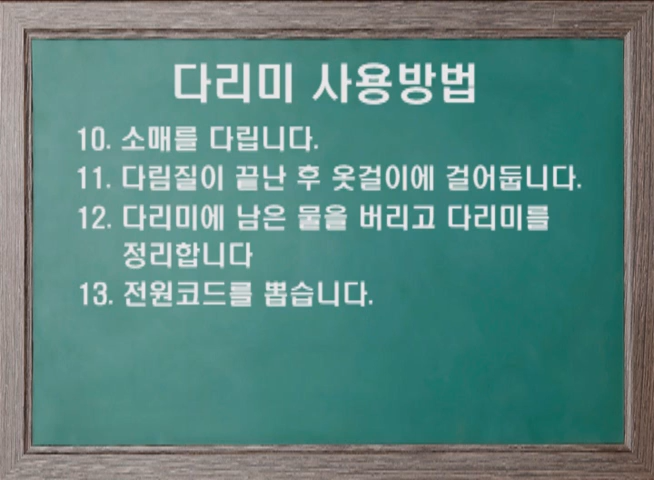 다리미 사용방법
10. 소매를 다립니다.
11. 다림질이 끝난 후 옷걸이에 걸어둡니다.
12. 다리미에 남은 물을 버리고 다리미를
정리합니다
13. 전원코드를 뽑습니다.